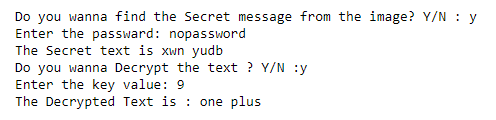 Do you wanna find the Secret message from the image? Y/N : y
Enter the passward: nopassword
The Secret text is xwn yudb
Do you wanna Decrypt the text ? Y/N :y
Enter the key value: 9
The Decrypted Text is : one plus